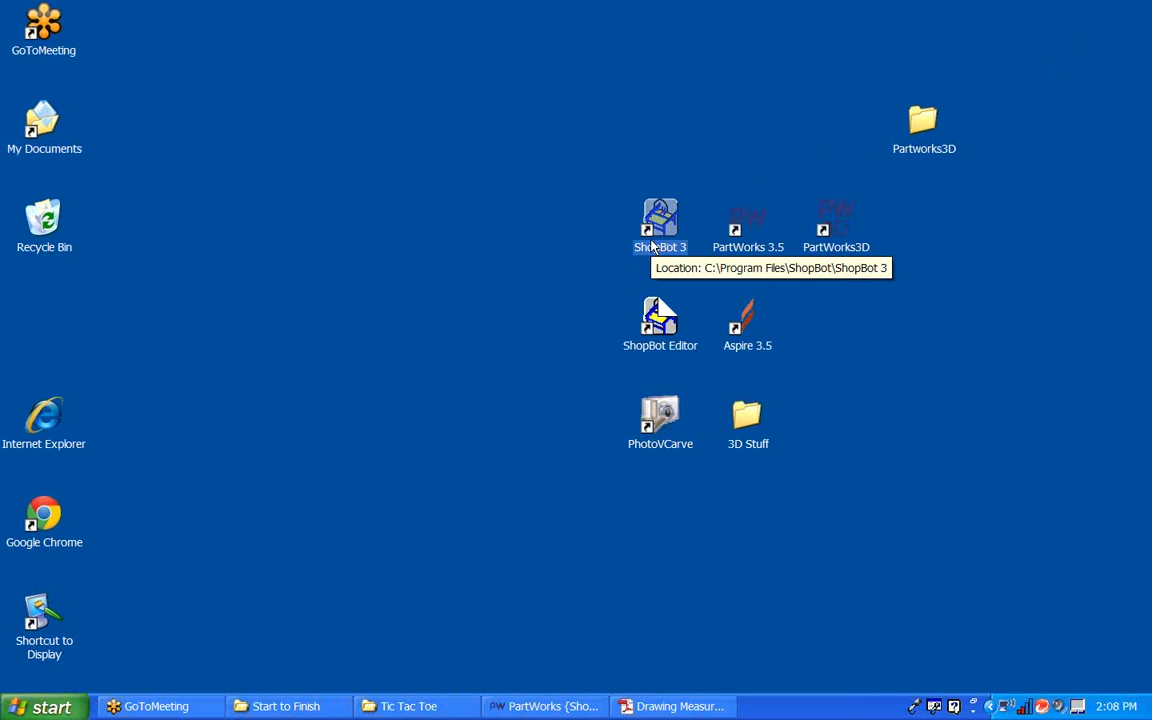 GoToMeeting
My Documents
Partworks3D
Recycle Bin
ShopBot 3
PartWorks 3.5
PartWorks3D
Location: C:\Program Files\ShopBot\ShopBot 3
ShopBot Editor
Aspire 3.5
Internet Explorer
PhotoVCarve
3D Stuff
Google Chrome
Shortcut to
Display
start
GoToMeeting
Start to Finish
Tic Tac Toe
PW PartWorks {Sho...
Drawing Measur...
2:08 PM